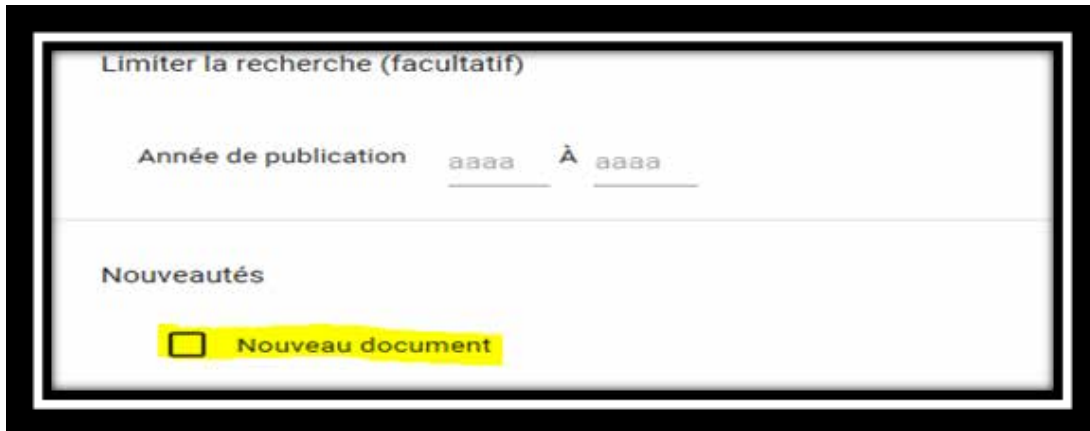 Limiter la recherche (facultatif)
Année de publication aaaa À aaaa
Nouveautés
Nouveau document